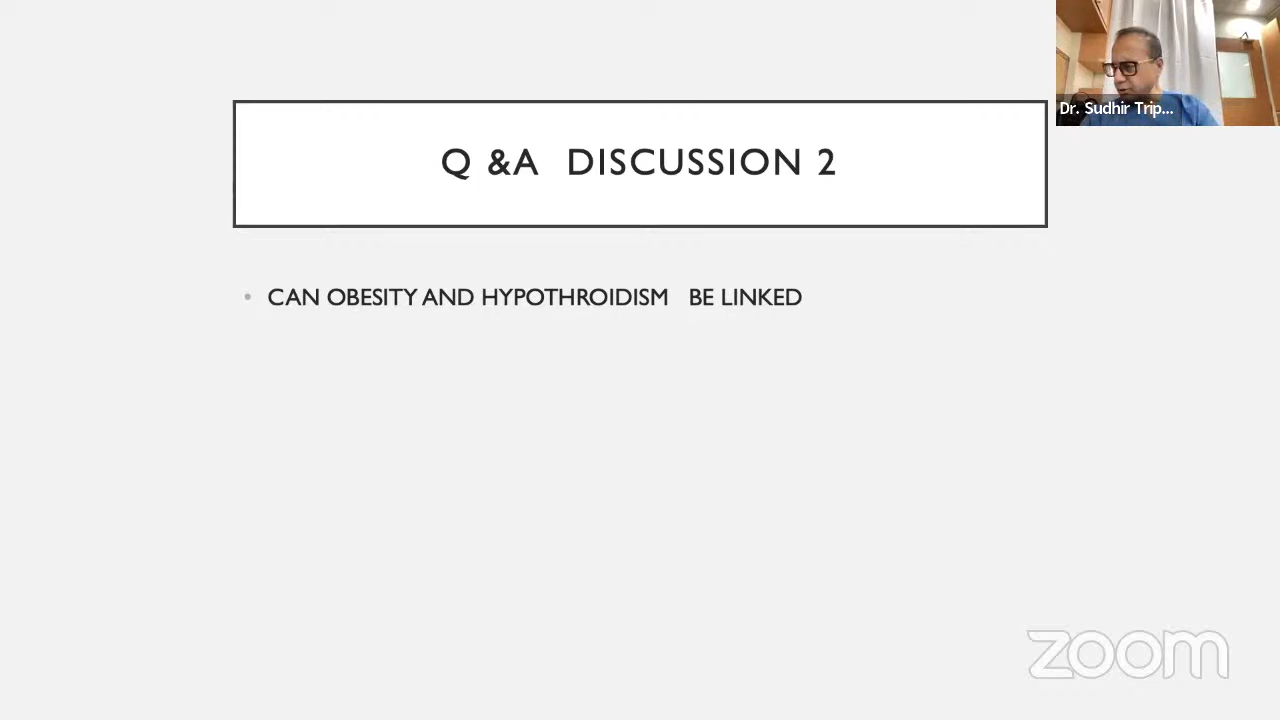 Dr. Sudhir Trip...
Q &A DISCUSSION 2
• CAN OBESITY AND HYPOTHROIDISM BE LINKED
zoom